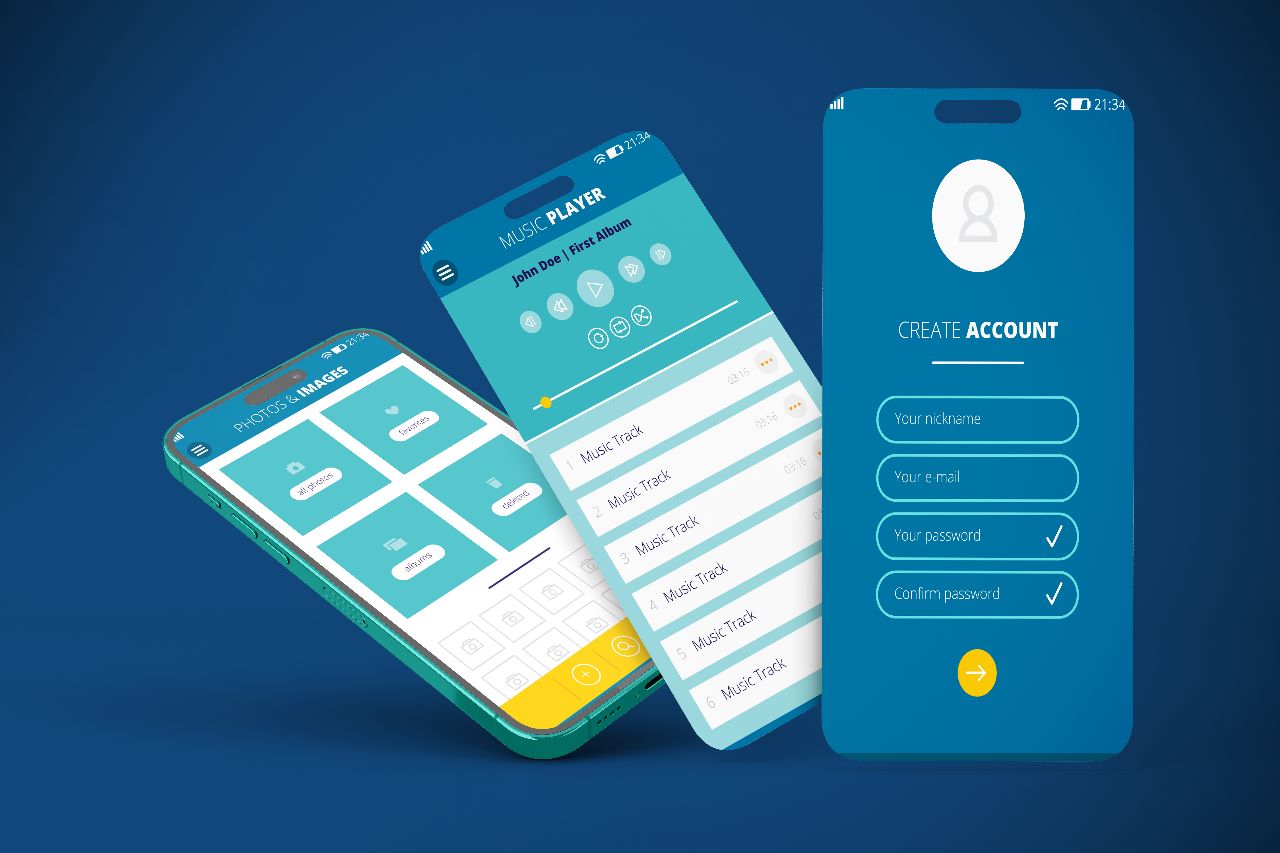 21:34
PHOTOS & IMAGES
all photos
favorites
albums
deleted
21:34
MUSIC PLAYER
John Doe | First Album
1 Music Track 03:16
2 Music Track 03:16
3 Music Track 03:16
4 Music Track
5 Music Track
6 Music Track
21:34
CREATE ACCOUNT
Your nickname
Your e-mail
Your password
Confirm password